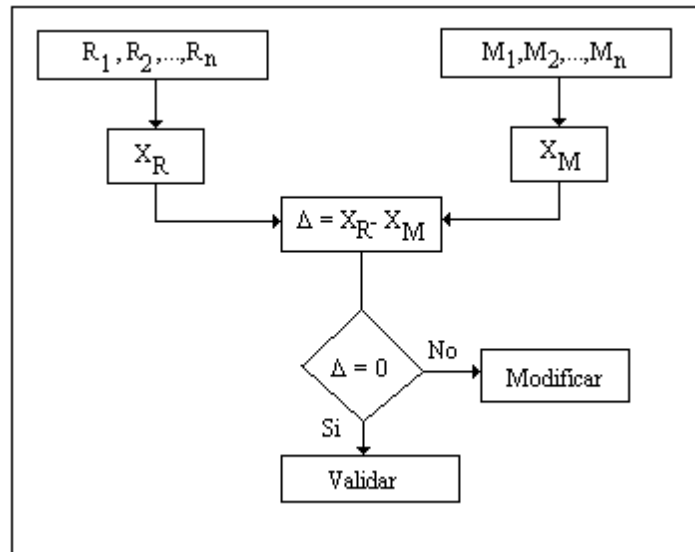 R1, R2, ..., Rn
M1, M2, ..., Mn
XR
XM
Δ = XR - XM
Δ = 0
No
Modificar
Si
Validar